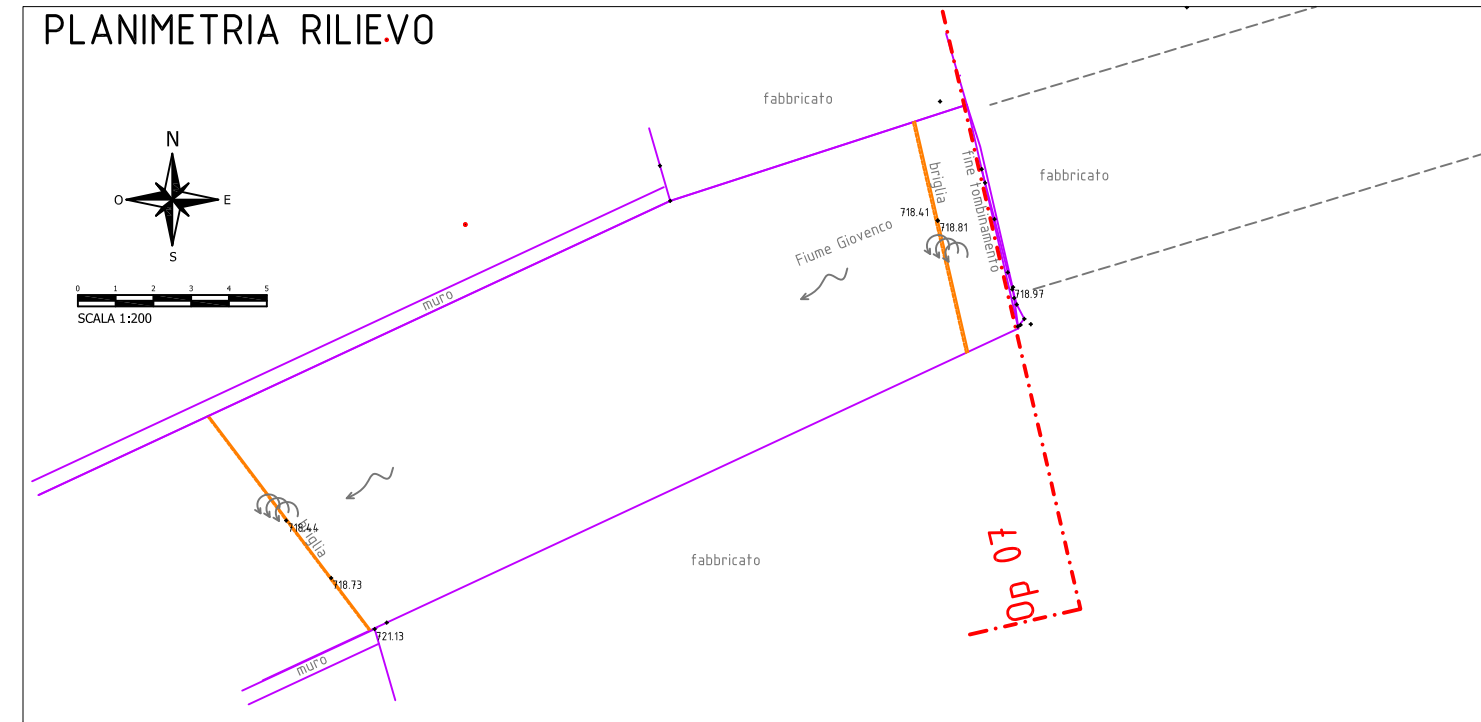 PLANIMETRIA RILIEVO
fabbricato
N
O
E
S
fabbricato
briglia
fine tombinamento
718.41
718.81
Fiume Giovenco
muro
718.97
0 1 2 3 4 5
SCALA 1:200
718.44
briglia
718.73
fabbricato
Op 07
721.13
muro